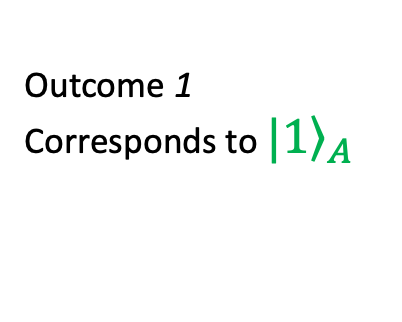 Outcome 1
Corresponds to |1⟩A